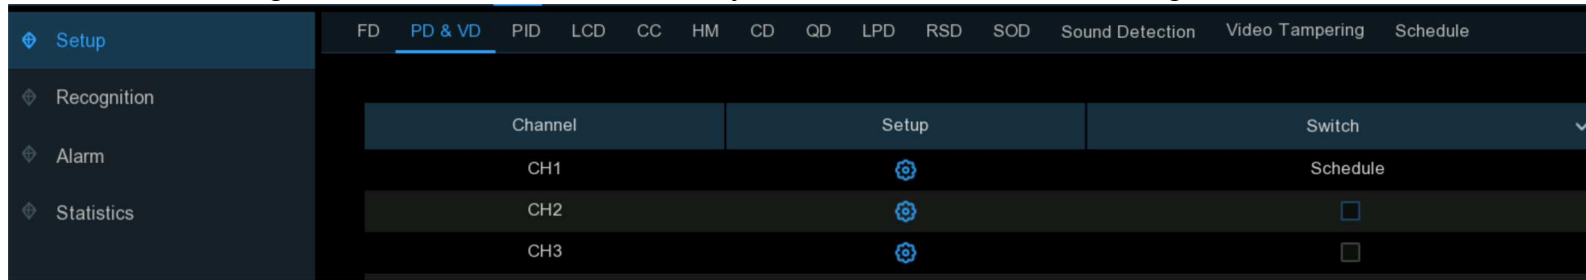 Setup
FD PD & VD PID LCD CC HM CD QD LPD RSD SOD Sound Detection Video Tampering Schedule
Recognition
Alarm
Statistics
Channel Setup Switch
CH1 Schedule
CH2
CH3